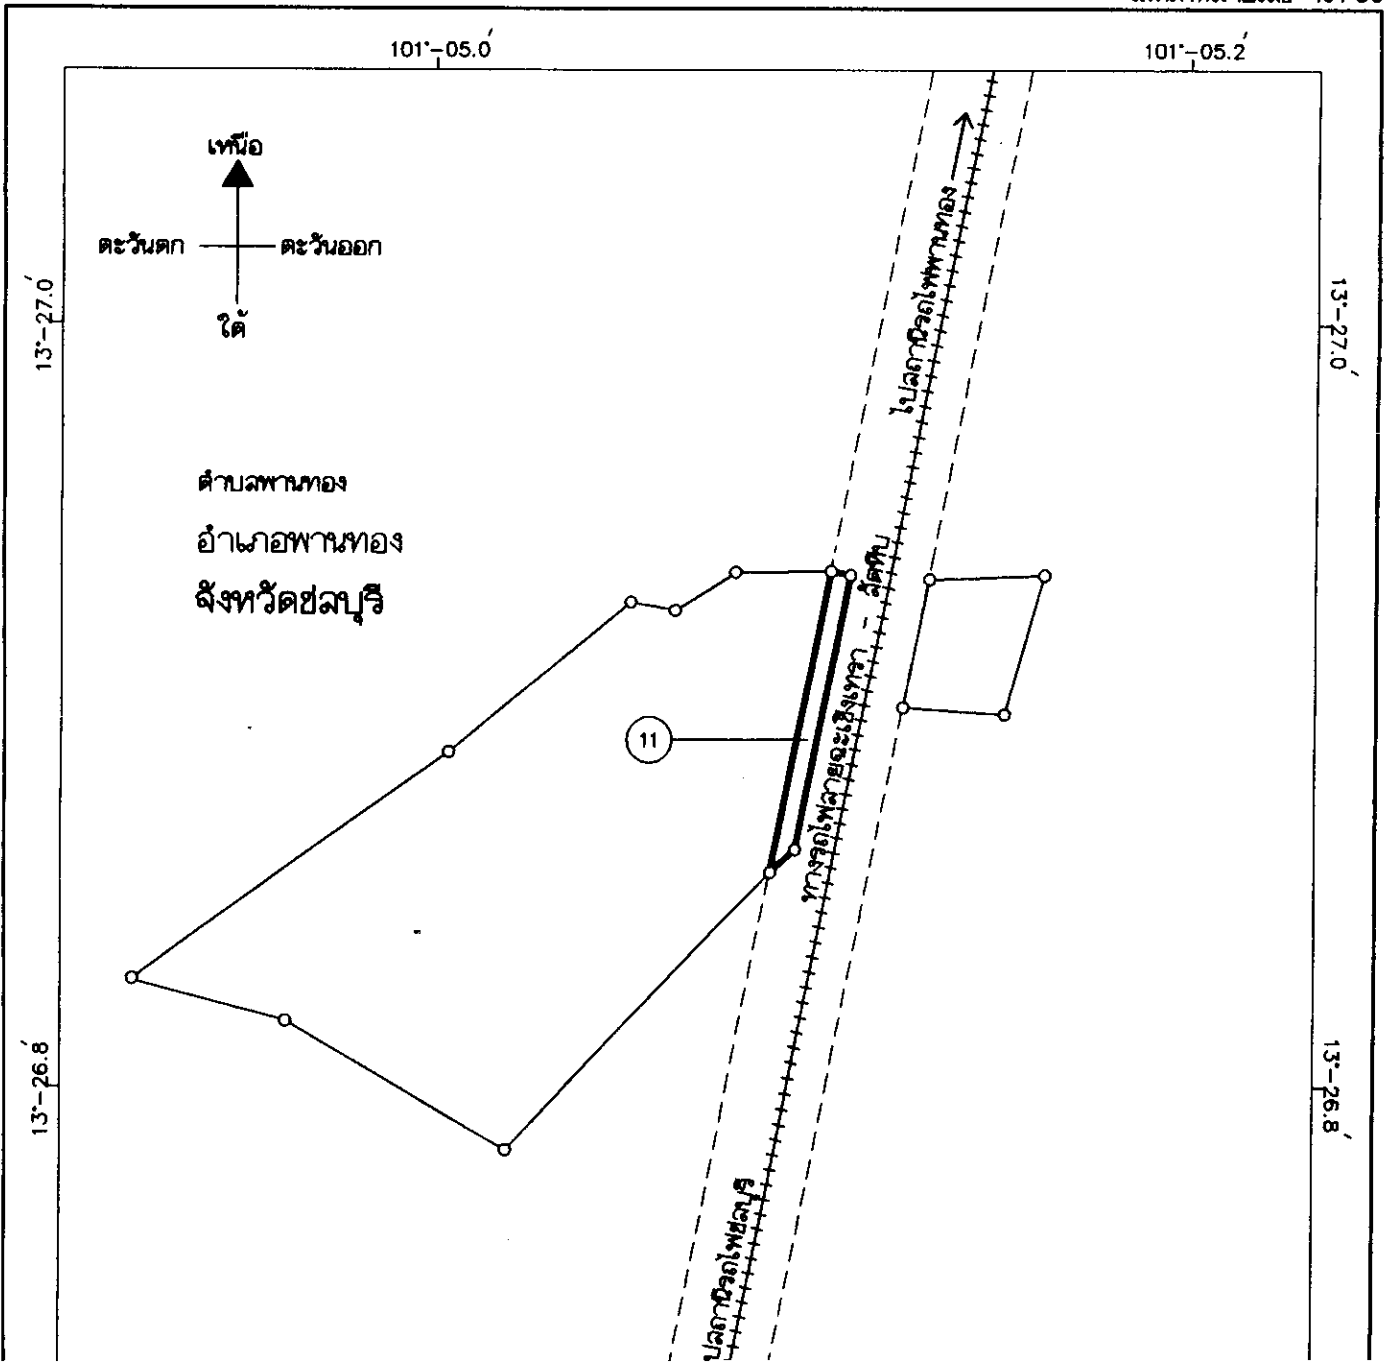 101°-05.0′
101°-05.2′
เหนือ
ตะวันตก
ตะวันออก
ใต้
13°-27.0′
13°-27.0′
ตำบลพานทอง
อำเภอพานทอง
จังหวัดชลบุรี
ไปสถานีรถไฟพานทอง
ทางรถไฟสายฉะเชิงเทรา - สัตหีบ
11
13°-26.8′
13°-26.8′
ปสถานีรถไฟชลบุรี